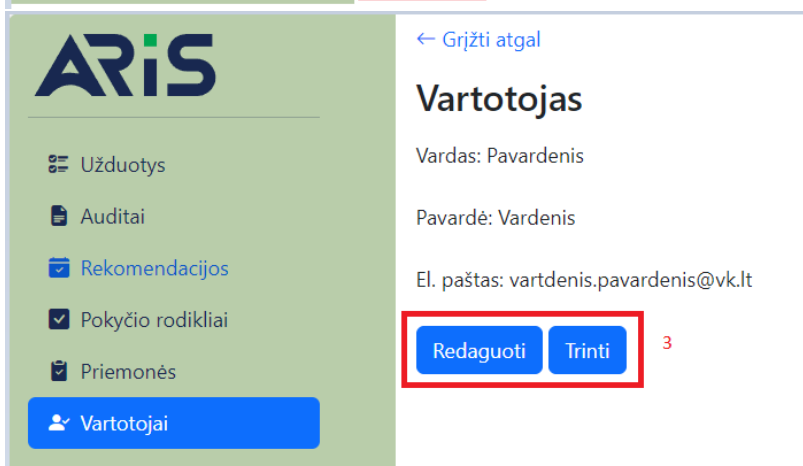 ARiS
Užduotys
Auditai
Rekomendacijos
Pokyčio rodikliai
Priemonės
Vartotojai
← Grįžti atgal
Vartotojas
Vardas: Pavardenis
Pavardė: Vardenis
El. paštas: vartdenis.pavardenis@vk.lt
Redaguoti Trinti 3